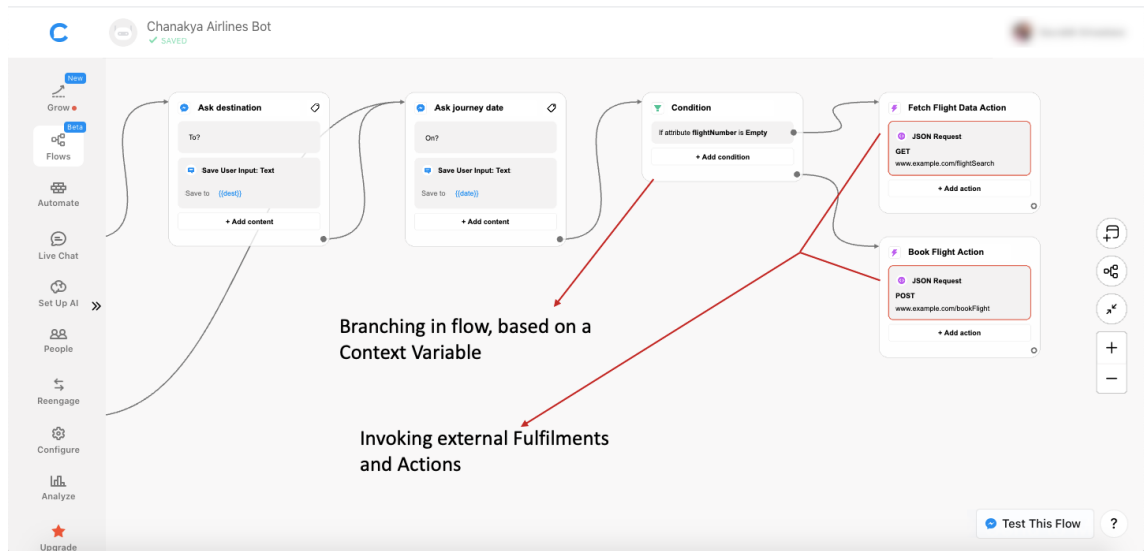 Chanakya Airlines Bot
SAVED
New
Grow
Beta
Flows
Automate
Live Chat
Set Up AI
People
Reengage
Configure
Analyze
Upgrade
Ask destination
To?
Save User Input: Text
Save to {{dest}}
+ Add content
Ask journey date
On?
Save User Input: Text
Save to {{date}}
+ Add content
Condition
If attribute flightNumber is Empty
+ Add condition
Fetch Flight Data Action
JSON Request
GET
www.example.com/flightSearch
+ Add action
Book Flight Action
JSON Request
POST
www.example.com/bookFlight
+ Add action
Branching in flow, based on a
Context Variable
Invoking external Fulfilments
and Actions
Test This Flow
?